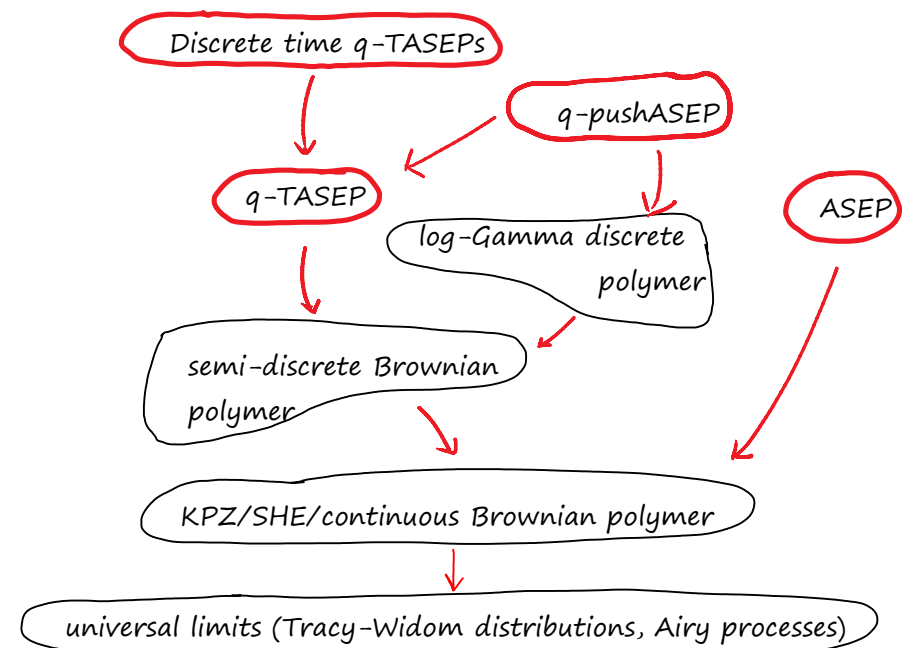 Discrete time q-TASEPs
q-pushASEP
q-TASEP
ASEP
log-Gamma discrete
polymer
semi-discrete Brownian
polymer
KPZ/SHE/continuous Brownian polymer
universal limits (Tracy-Widom distributions, Airy processes)